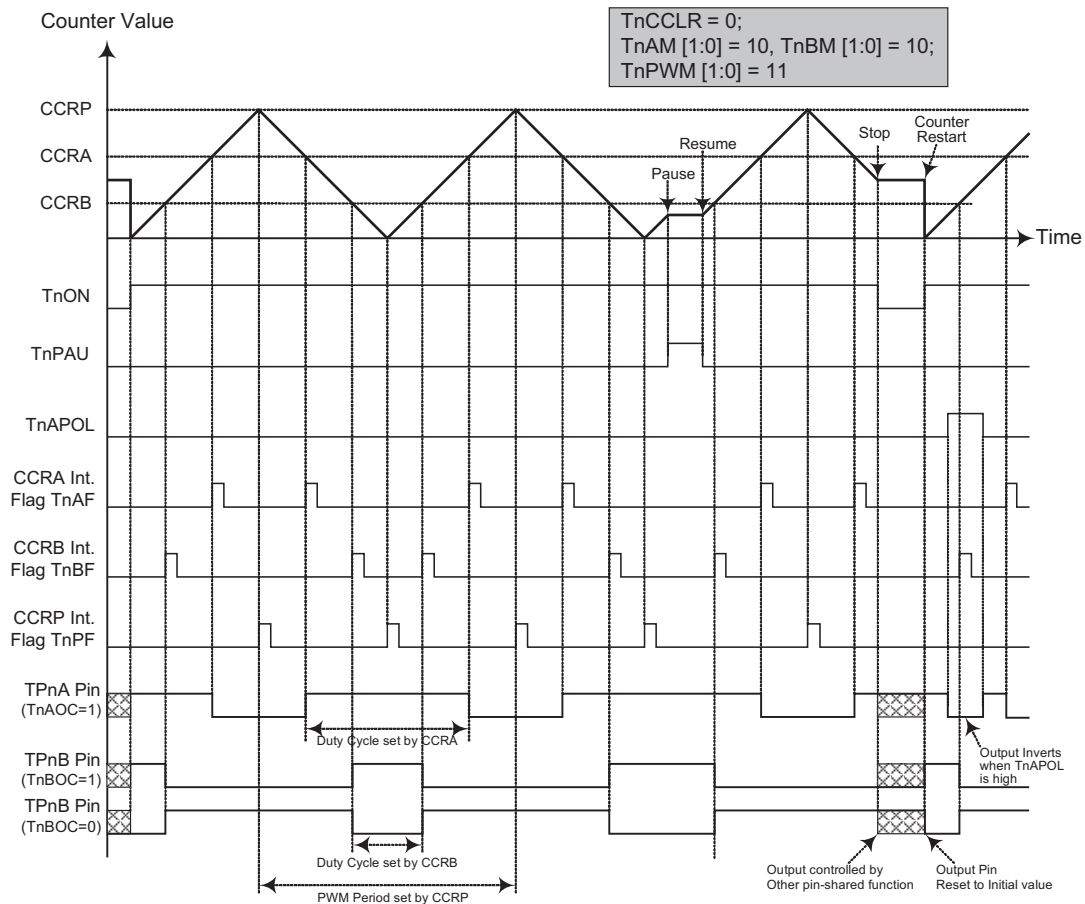 Counter Value
TnCCLR = 0;
TnAM [1:0] = 10, TnBM [1:0] = 10;
TnPWM [1:0] = 11
CCRP
CCRA
CCRB
Pause
Resume
Stop
Counter
Restart
Time
TnON
TnPAU
TnAPOL
CCRA Int.
Flag TnAF
CCRB Int.
Flag TnBF
CCRP Int.
Flag TnPF
TPnA Pin
(TnAOC=1)
Duty Cycle set by CCRA
Output Inverts
when TnAPOL
is high
TPnB Pin
(TnBOC=1)
TPnB Pin
(TnBOC=0)
Duty Cycle set by CCRB
Output controlled by
Other pin-shared function
Output Pin
Reset to Initial value
PWM Period set by CCRP